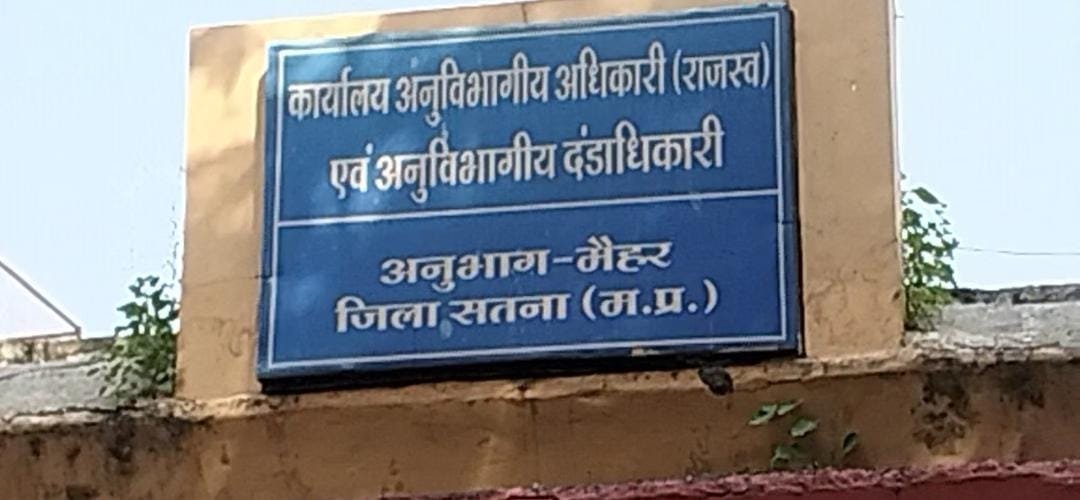 कार्यालय अनुविभागीय अधिकारी (राजस्व)
एवं अनुविभागीय दंडाधिकारी
अनुभाग-मैहर
जिला सतना (म.प्र.)